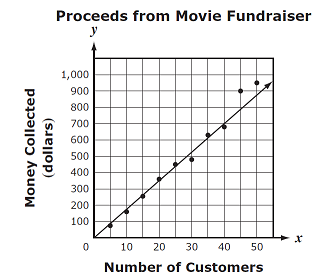 Proceeds from Movie Fundraiser
y
Money Collected
(dollars)
1,000
900
800
700
600
500
400
300
200
100
0 10 20 30 40 50 x
Number of Customers